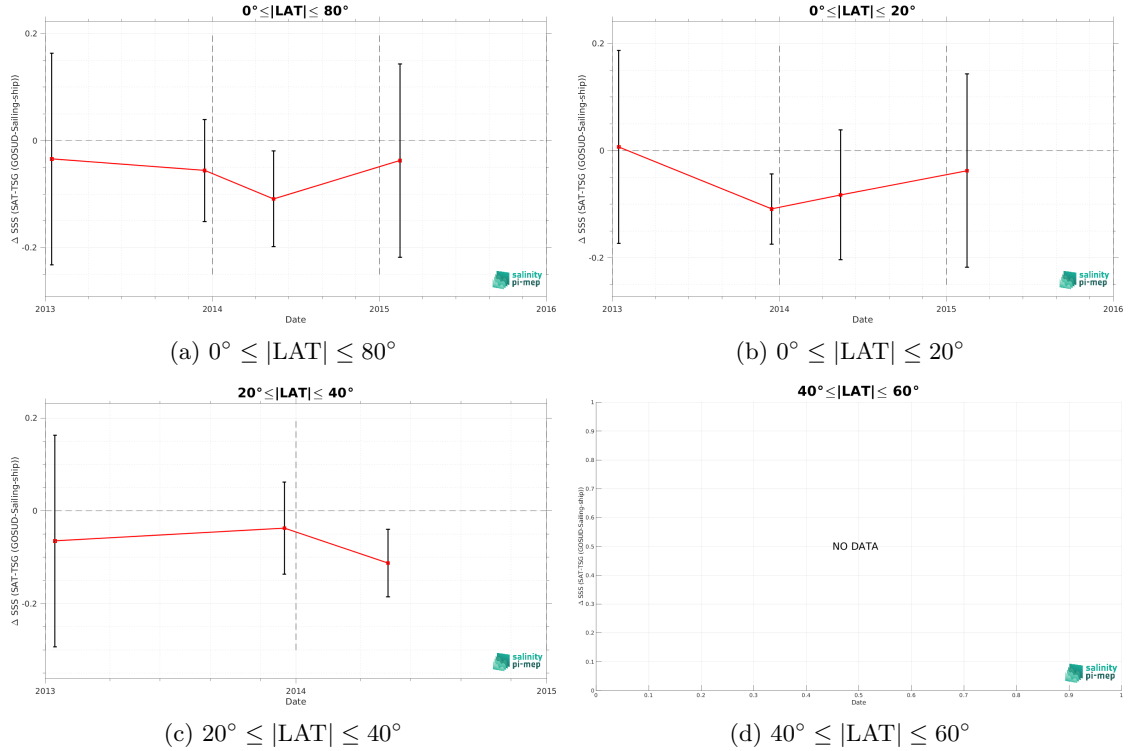 0°≤|LAT|≤ 80°
0.2
0
-0.2
Δ SSS (SAT-TSG (GOSUD-Sailing-ship))
2013
2014
2015
2016
Date
salinity
pi-mep
(a) 0° ≤ |LAT| ≤ 80°
0°≤|LAT|≤ 20°
0.2
0
-0.2
Δ SSS (SAT-TSG (GOSUD-Sailing-ship))
2013
2014
2015
2016
Date
salinity
pi-mep
(b) 0° ≤ |LAT| ≤ 20°
20°≤|LAT|≤ 40°
0.2
0
-0.2
Δ SSS (SAT-TSG (GOSUD-Sailing-ship))
2013
2014
2015
Date
salinity
pi-mep
(c) 20° ≤ |LAT| ≤ 40°
40°≤|LAT|≤ 60°
1
0.9
0.8
0.7
0.6
0.5
0.4
0.3
0.2
0.1
0
Δ SSS (SAT-TSG (GOSUD-Sailing-ship))
NO DATA
0
0.1
0.2
0.3
0.4
0.5
0.6
0.7
0.8
0.9
1
Date
salinity
pi-mep
(d) 40° ≤ |LAT| ≤ 60°